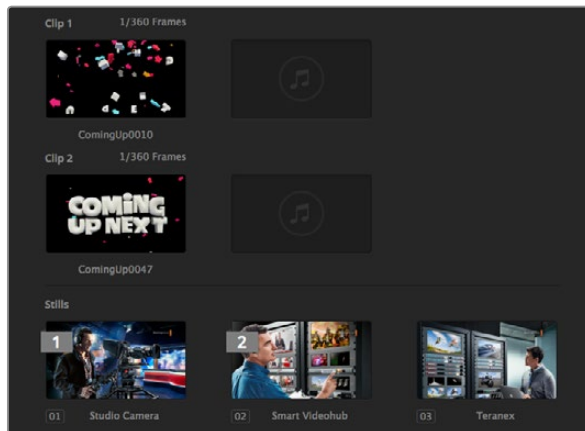 Clip 1 1/360 Frames
ComingUp0010
Clip 2 1/360 Frames
COMING
UP NEXT
ComingUp0047
Stills
1 2
01 Studio Camera 02 Smart Videohub 03 Teranex